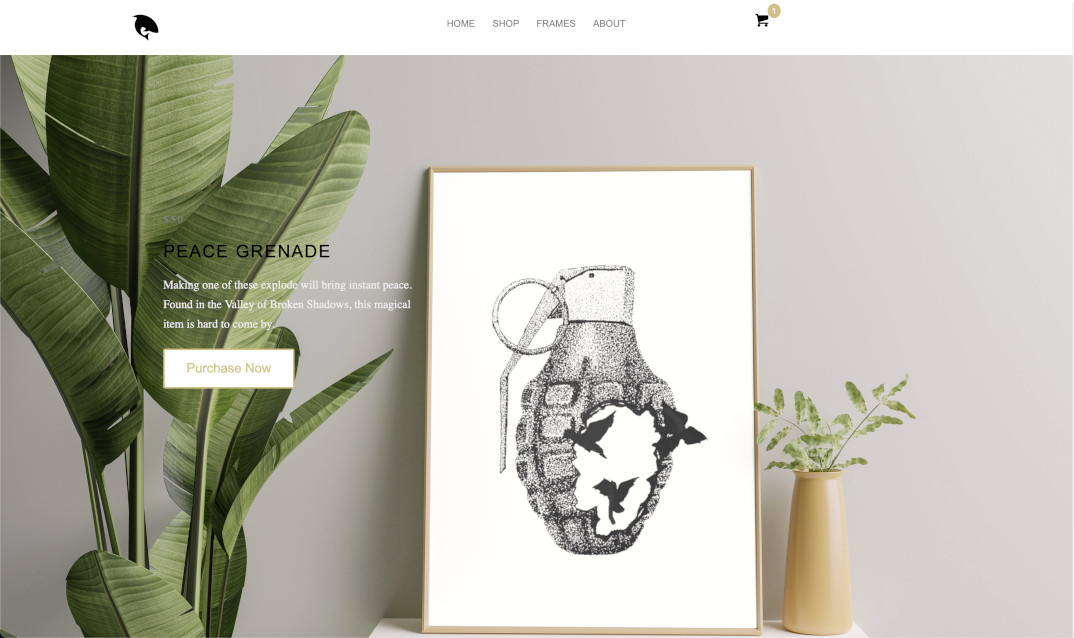 HOME SHOP FRAMES ABOUT
1
$ 50
PEACE GRENADE
Making one of these explode will bring instant peace.
Found in the Valley of Broken Shadows, this magical
item is hard to come by.
Purchase Now